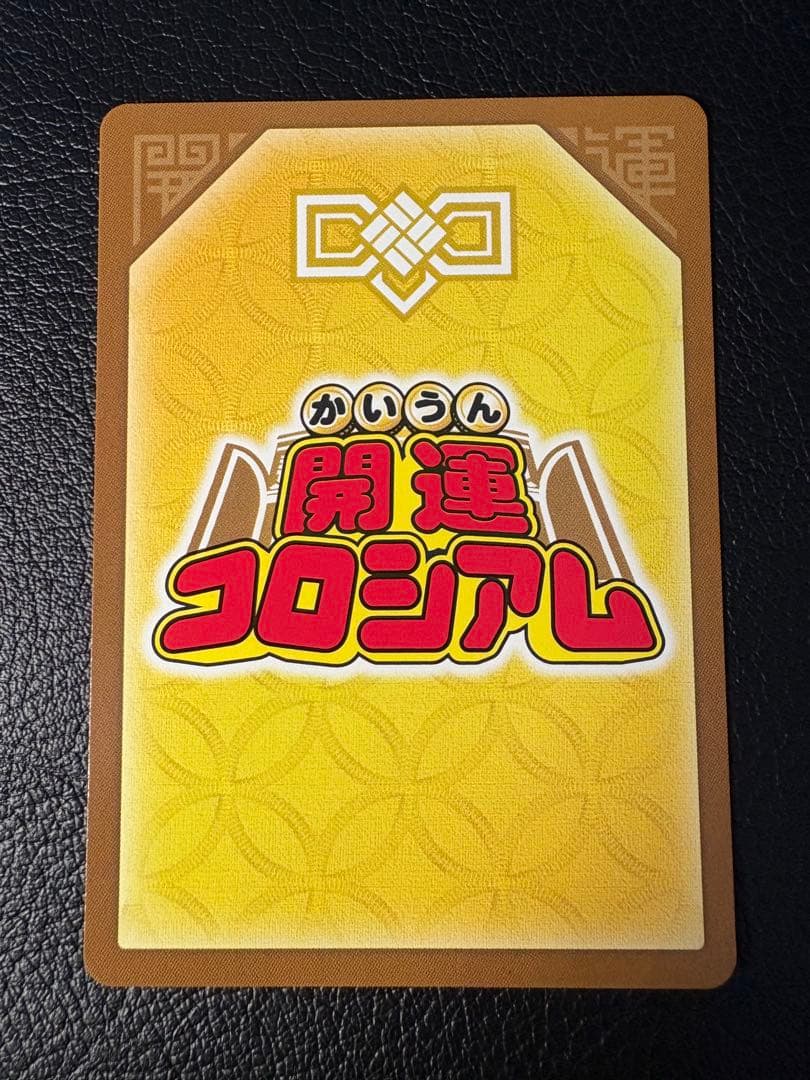 開 運
かいうん
開運
コロシアム